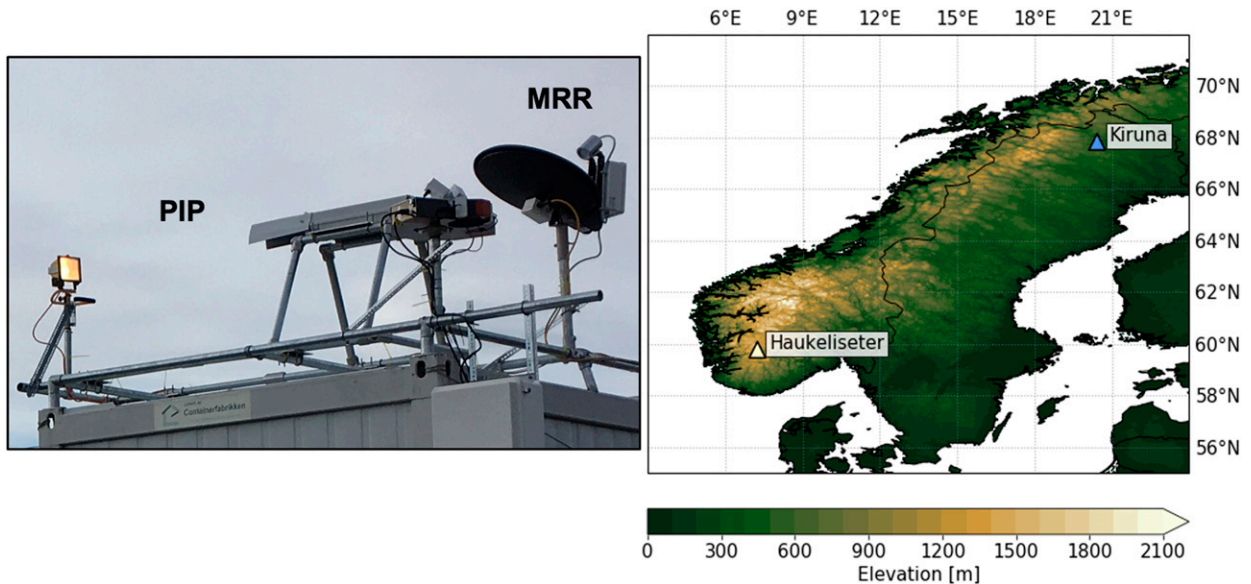 PIP
MRR
Containerfabrikken
6°E 9°E 12°E 15°E 18°E 21°E
70°N
Kiruna
68°N
66°N
64°N
62°N
Haukeliseter
60°N
58°N
56°N
0 300 600 900 1200 1500 1800 2100
Elevation [m]